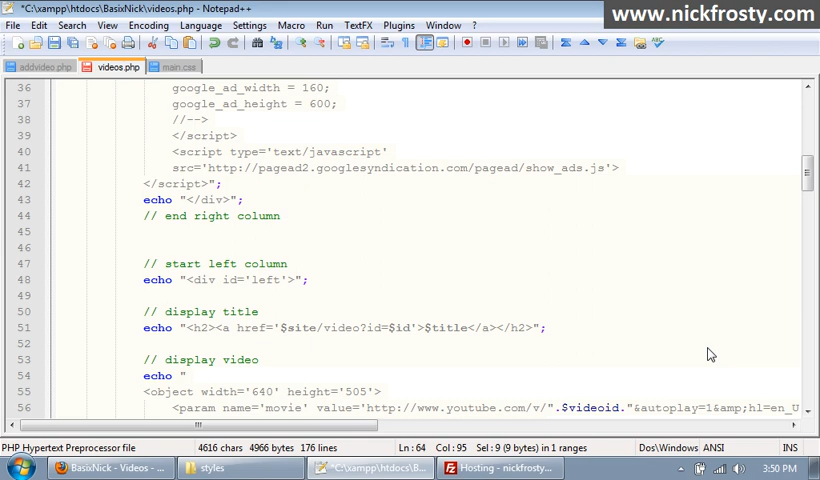 *C:\xampp\htdocs\BasixNick\videos.php - Notepad++
www.nickfrosty.com
File Edit Search View Encoding Language Settings Macro Run TextFX Plugins Window ?
addvideo.php videos.php main.css
36 google_ad_width = 160;
37 google_ad_height = 600;
38 //-->
39 </script>
40 <script type='text/javascript'
41 src='http://pagead2.googlesyndication.com/pagead/show_ads.js'>
42 </script>";
43 echo "</div>";
44 // end right column
45
46
47 // start left column
48 echo "<div id='left'>";
49
50 // display title
51 echo "<h2><a href='$site/video?id=$id'>$title</a></h2>";
52
53 // display video
54 echo "
55 <object width='640' height='505'>
56 <param name='movie' value='http://www.youtube.com/v/".$videoid."&autoplay=1&amp;hl=en_U
PHP Hypertext Preprocessor file 4616 chars 4966 bytes 176 lines Ln : 64 Col : 95 Sel : 9 (9 bytes) in 1 ranges Dos\Windows ANSI INS
BasixNick - Videos - ... styles *C:\xampp\htdocs\B... Hosting - nickfrosty... 3:50 PM